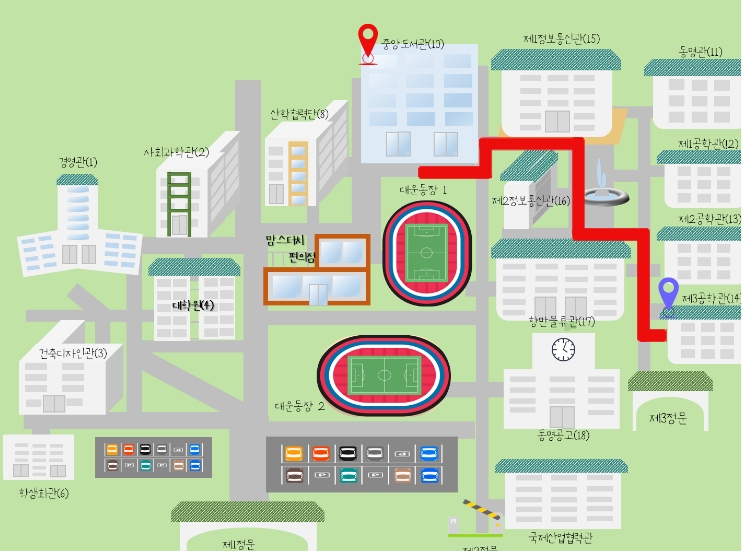 제1정보통신관(15)
중앙도서관(10)
동명관(11)
산학협력단(8)
제1공학관(12)
사회과학관(2)
경영관(1)
대운동장 1
제2정보통신관(16)
제2공학관(13)
맘스터치
편의점
제3공학관(14
대학원(4)
항만물류관(17)
건축디자인관(3)
대운동장 2
제3정문
동명공고(18)
학생회관(6)
국제산업협력관
제1정문
제2정문